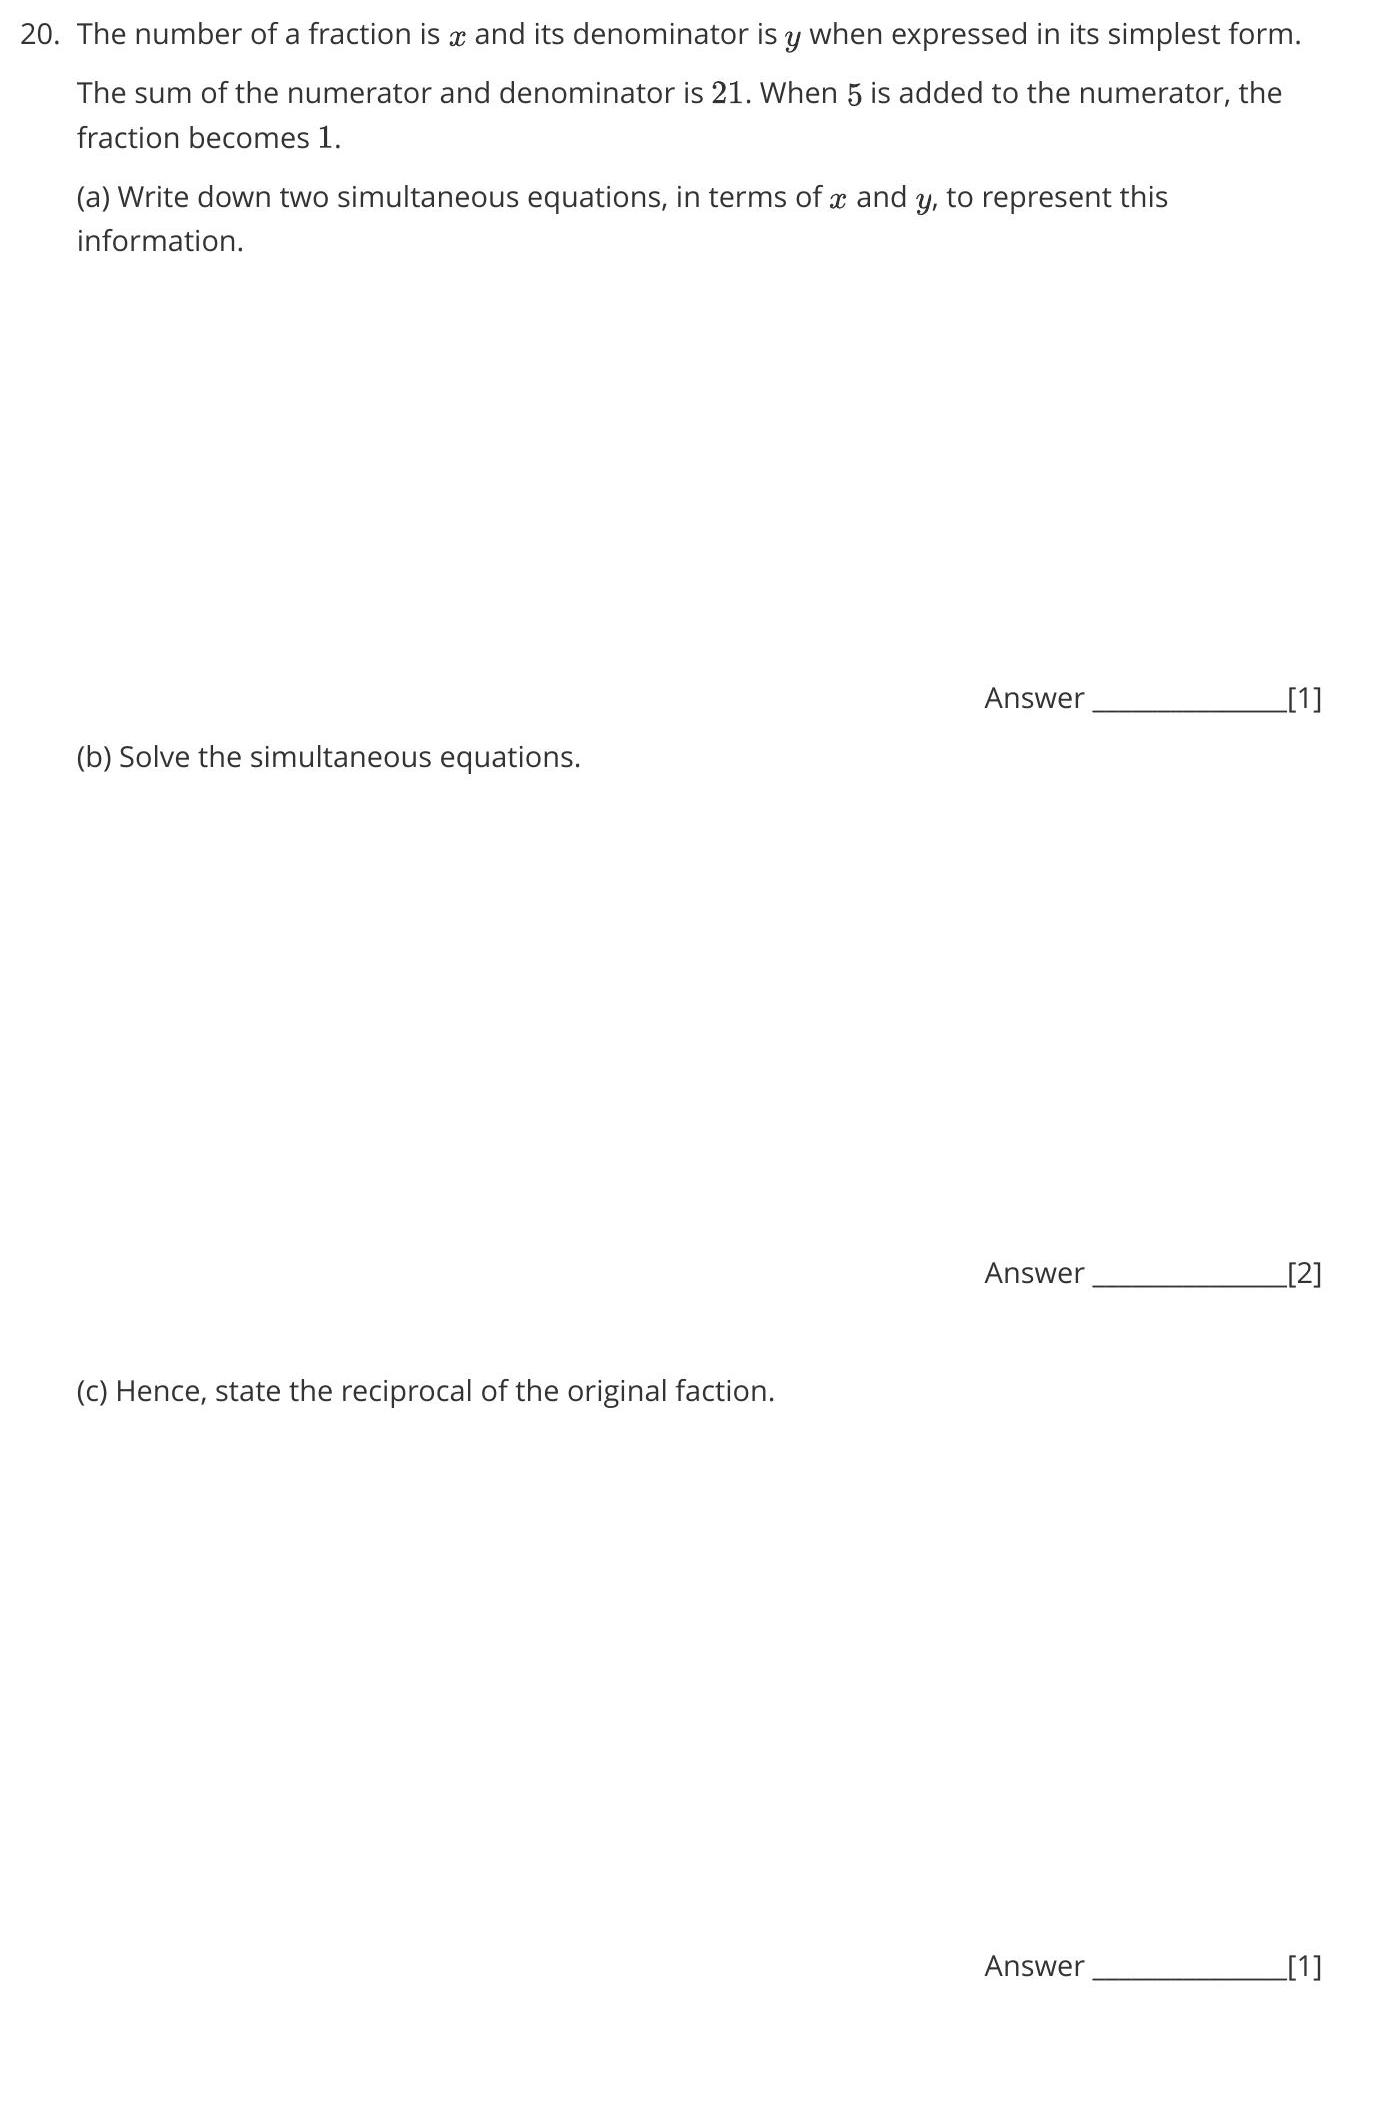 20. The number of a fraction is x and its denominator is y when expressed in its simplest form.
The sum of the numerator and denominator is 21. When 5 is added to the numerator, the
fraction becomes 1.
(a) Write down two simultaneous equations, in terms of x and y, to represent this
information.
Answer ____________[1]
(b) Solve the simultaneous equations.
Answer ____________[2]
(c) Hence, state the reciprocal of the original faction.
Answer ____________[1]